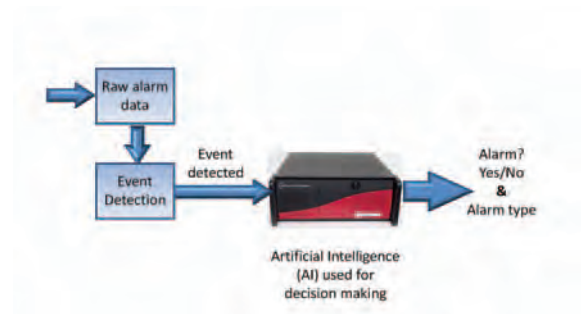 Raw alarm
data
Event
Detection
Event
detected
Alarm?
Yes/No
&
Alarm type
Artificial Intelligence
(AI) used for
decision making